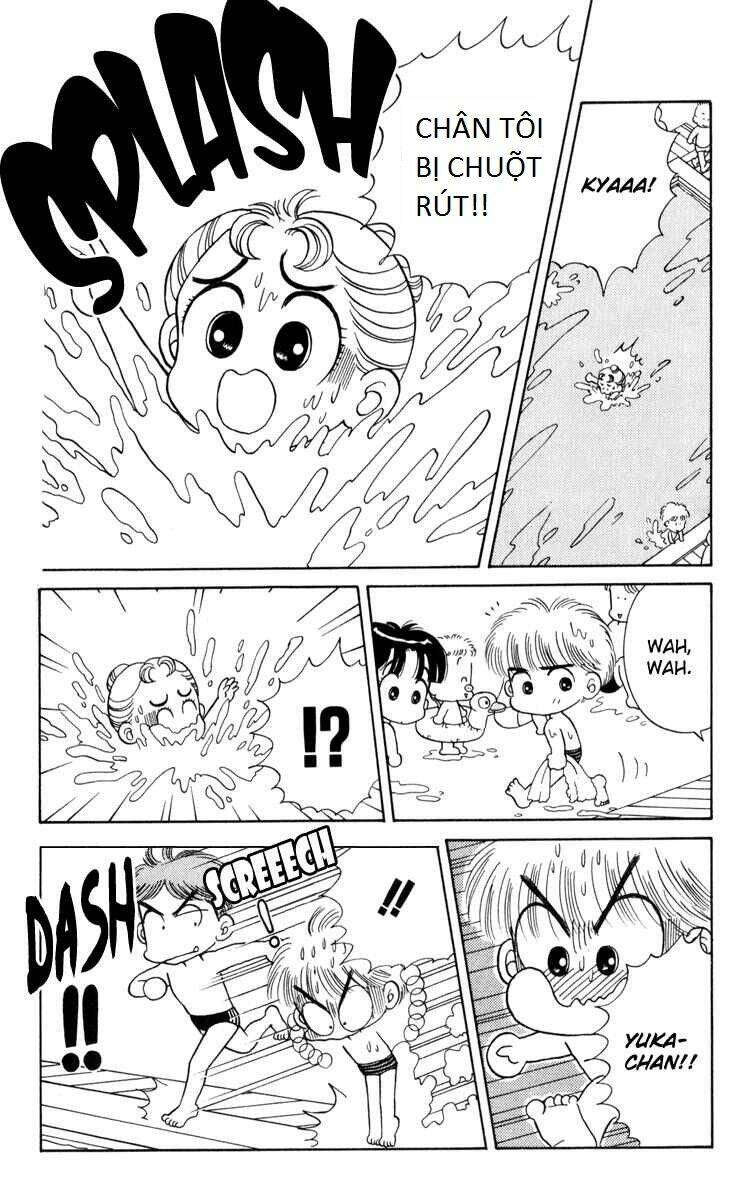 SPLASH
CHÂN TÔI
BỊ CHUỘT
RÚT!!
KYAAA!
!?
WAH,
WAH.
DASH
!!
SCREEECH
!
!!
YUKA-
CHAN!!